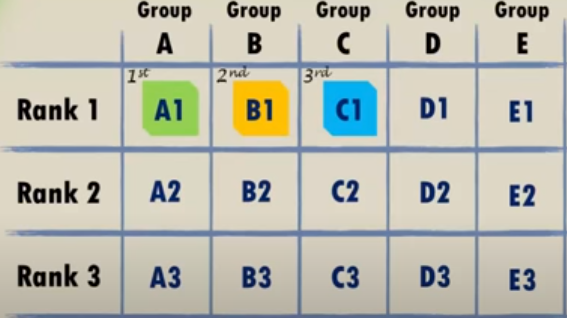 Group Group Group Group Group
A B C D E
1st 2nd 3rd
Rank 1 A1 B1 C1 D1 E1
Rank 2 A2 B2 C2 D2 E2
Rank 3 A3 B3 C3 D3 E3